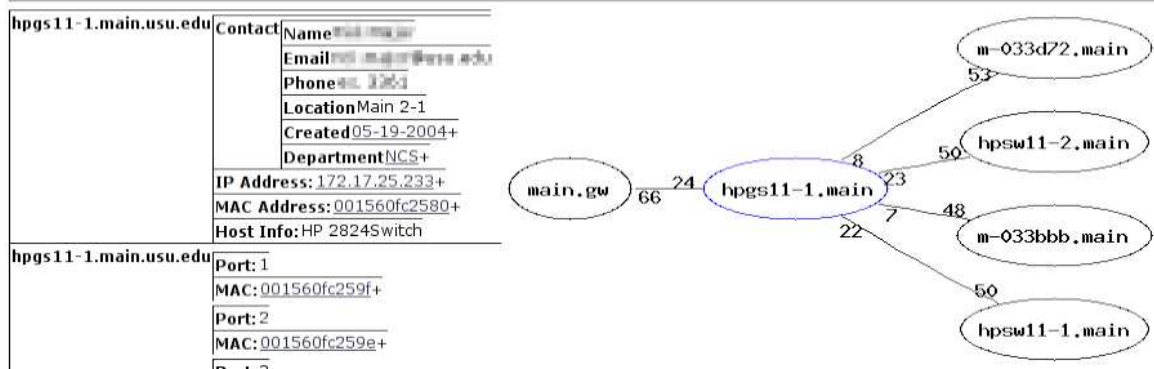 hpgs11-1.main.usu.edu
Contact
Name
Email
Phone
Location Main 2-1
Created 05-19-2004+
Department NCS+
IP Address: 172.17.25.233+
MAC Address: 001560fc2580+
Host Info: HP 2824Switch
hpgs11-1.main.usu.edu
Port: 1
MAC: 001560fc259f+
Port: 2
MAC: 001560fc259e+
main.gw
66
24
hpgs11-1.main
8
53
m-033d72.main
23
50
hpsw11-2.main
7
48
m-033bbb.main
22
50
hpsw11-1.main